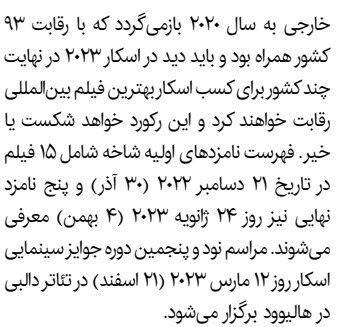 خارجی به سال ۲۰۲۰ بازمی‌گردد که با رقابت ۹۳
کشور همراه بود و باید دید در اسکار ۲۰۲۳ در نهایت
چند کشور برای کسب اسکار بهترین فیلم بین‌المللی
رقابت خواهند کرد و این رکورد خواهد شکست یا
خیر. فهرست نامزدهای اولیه شاخه شامل ۱۵ فیلم
در تاریخ ۲۱ دسامبر ۲۰۲۲ (۳۰ آذر) و پنج نامزد
نهایی نیز روز ۲۴ ژانویه ۲۰۲۳ (۴ بهمن) معرفی
می‌شوند. مراسم نود و پنجمین دوره جوایز سینمایی
اسکار روز ۱۲ مارس ۲۰۲۳ (۲۱ اسفند) در تئاتر دالبی
در هالیوود برگزار می‌شود.